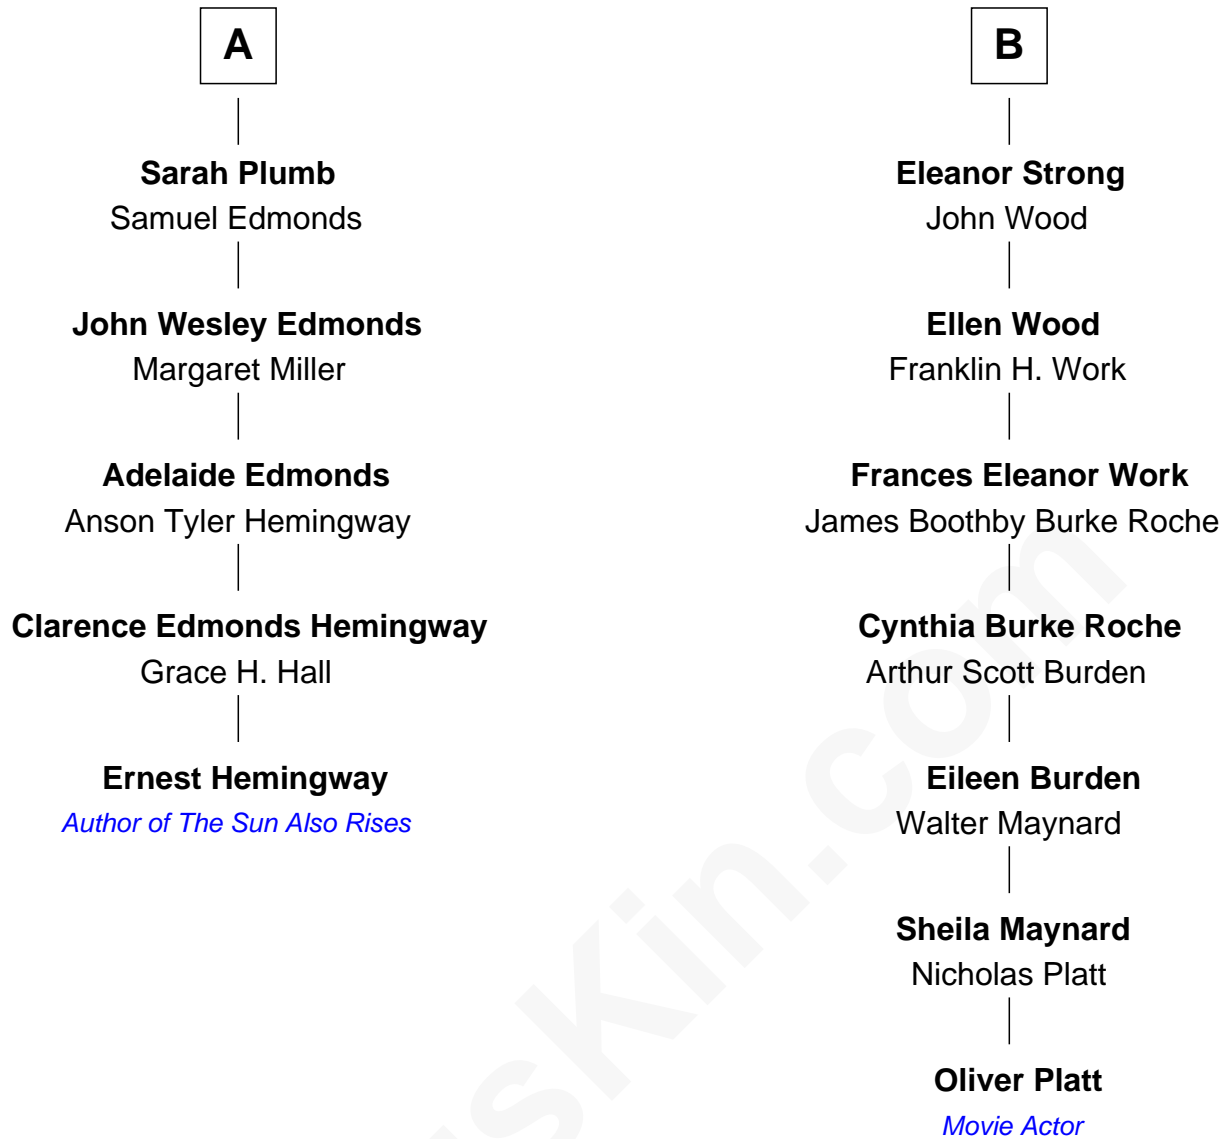 A
Sarah Plumb
Samuel Edmonds
John Wesley Edmonds
Margaret Miller
Adelaide Edmonds
Anson Tyler Hemingway
Clarence Edmonds Hemingway
Grace H. Hall
Ernest Hemingway
Author of The Sun Also Rises
B
Eleanor Strong
John Wood
Ellen Wood
Franklin H. Work
Frances Eleanor Work
James Boothby Burke Roche
Cynthia Burke Roche
Arthur Scott Burden
Eileen Burden
Walter Maynard
Sheila Maynard
Nicholas Platt
Oliver Platt
Movie Actor
sKin.com